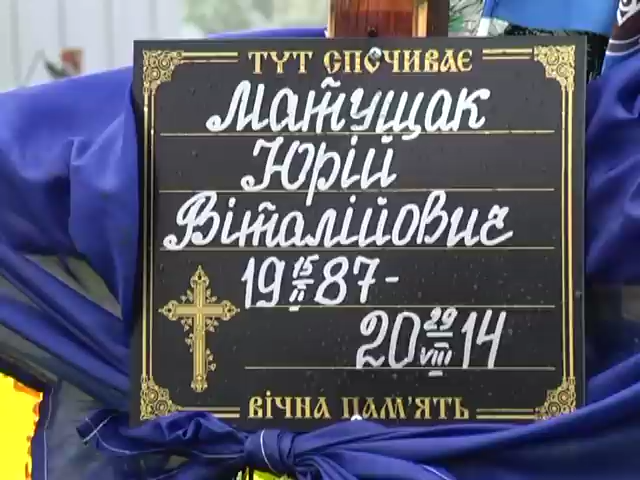 ТУТ СПОЧИВАЄ
Матущак
Юрій
Віталійович
19 15/II 87-
20 29/VIII 14
ВІЧНА ПАМ'ЯТЬ